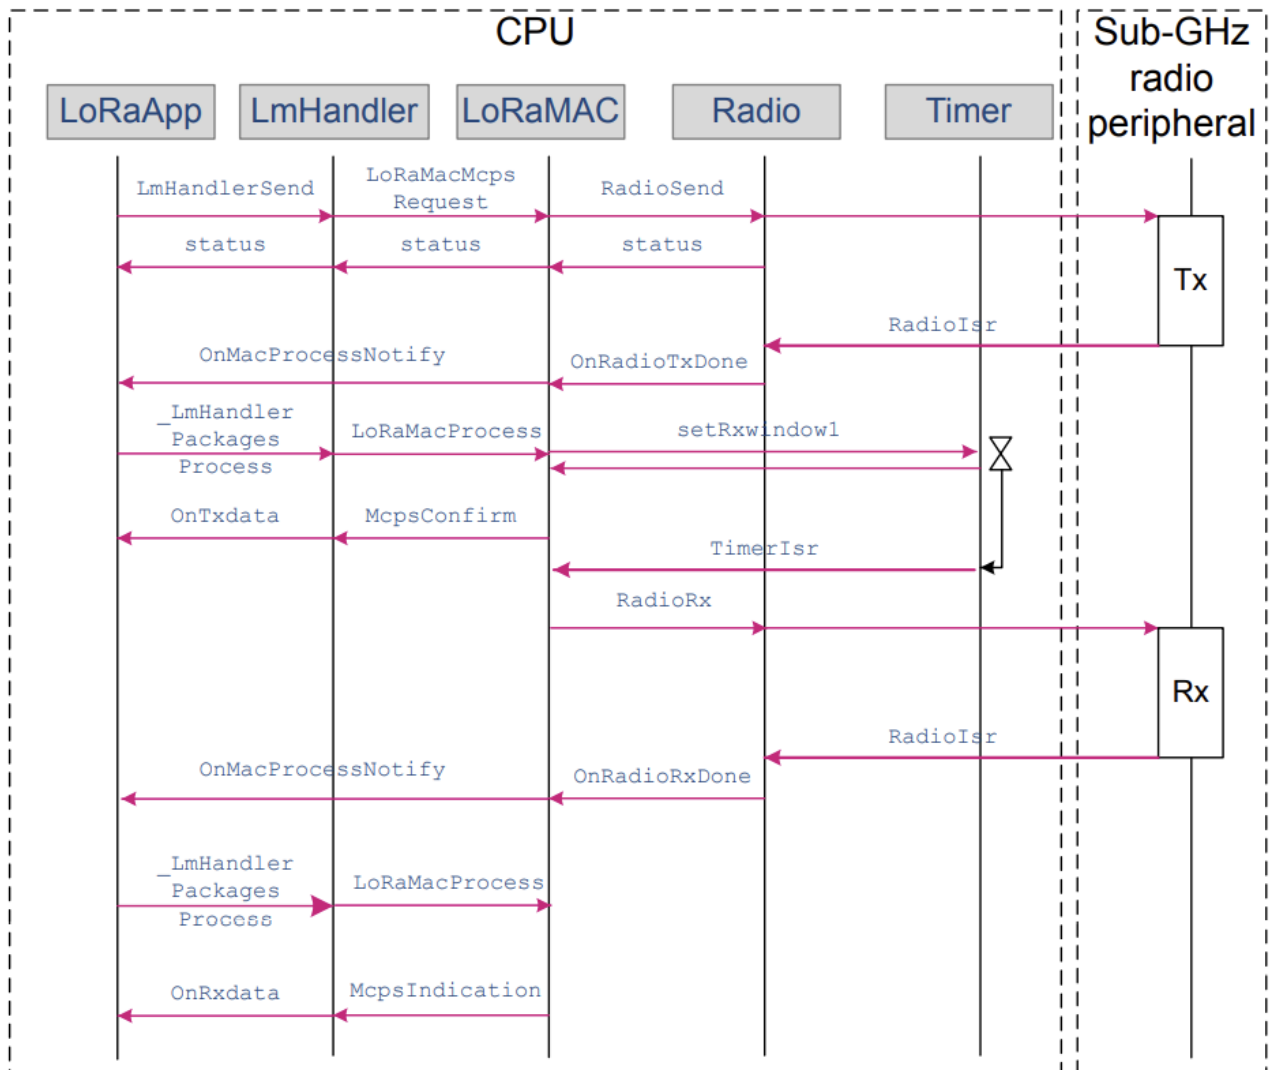 CPU
Sub-GHz
radio
peripheral
LoRaApp
LmHandler
LoRaMAC
Radio
Timer
LmHandlerSend
LoRaMacMcps
Request
RadioSend
status
status
status
Tx
RadioIsr
OnMacProcessNotify
OnRadioTxDone
_LmHandler
Packages
Process
LoRaMacProcess
setRxwindow1
OnTxdata
McpsConfirm
TimerIsr
RadioRx
Rx
RadioIsr
OnMacProcessNotify
OnRadioRxDone
_LmHandler
Packages
Process
LoRaMacProcess
OnRxdata
McpsIndication